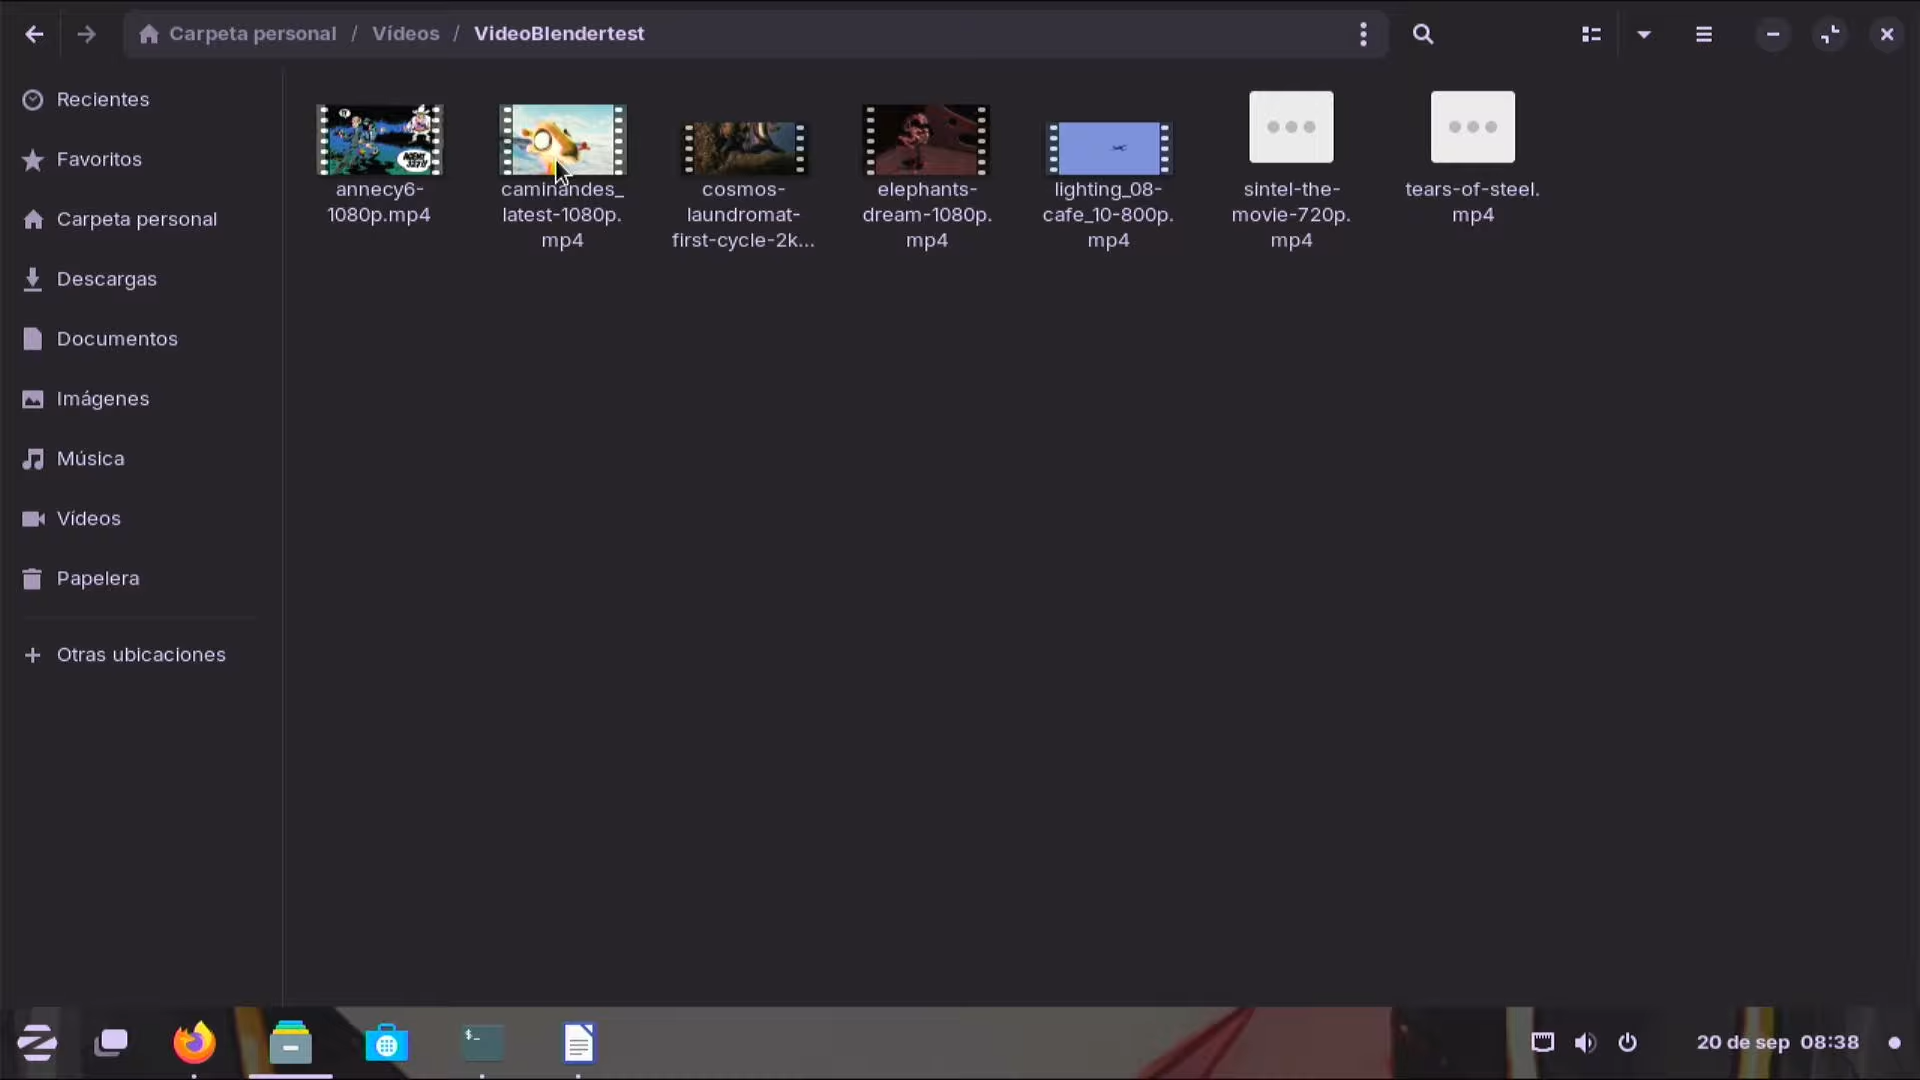 Carpeta personal / Vídeos / VideoBlendertest
Recientes
Favoritos
Carpeta personal
Descargas
Documentos
Imágenes
Música
Vídeos
Papelera
Otras ubicaciones
annecy6-
1080p.mp4
caminandes_
latest-1080p.
mp4
cosmos-
laundromat-
first-cycle-2k...
elephants-
dream-1080p.
mp4
lighting_08-
cafe_10-800p.
mp4
sintel-the-
movie-720p.
mp4
tears-of-steel.
mp4
20 de sep 08:38